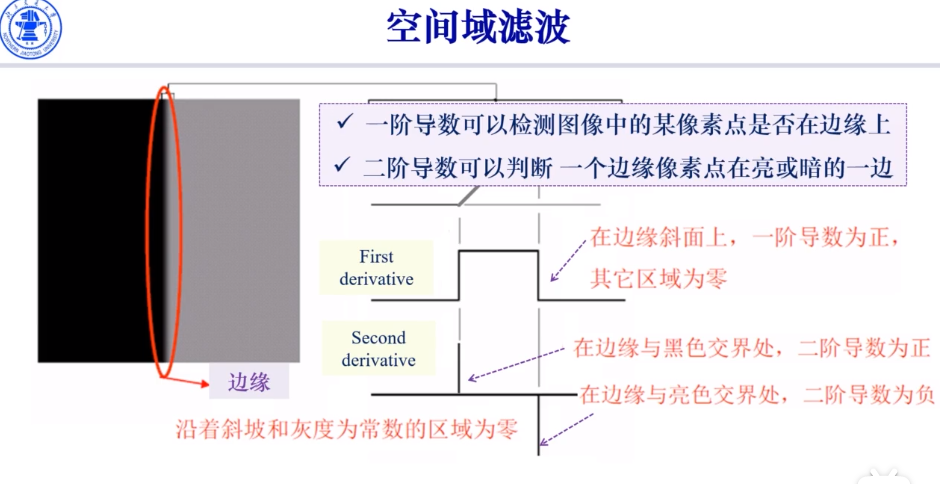 空间域滤波
✓ 一阶导数可以检测图像中的某像素点是否在边缘上
✓ 二阶导数可以判断 一个边缘像素点在亮或暗的一边
在边缘斜面上，一阶导数为正，
其它区域为零
First
derivative
Second
derivative
在边缘与黑色交界处，二阶导数为正
在边缘与亮色交界处，二阶导数为负
边缘
沿着斜坡和灰度为常数的区域为零
NORTHERN JIAOTONG UNIVERSITY